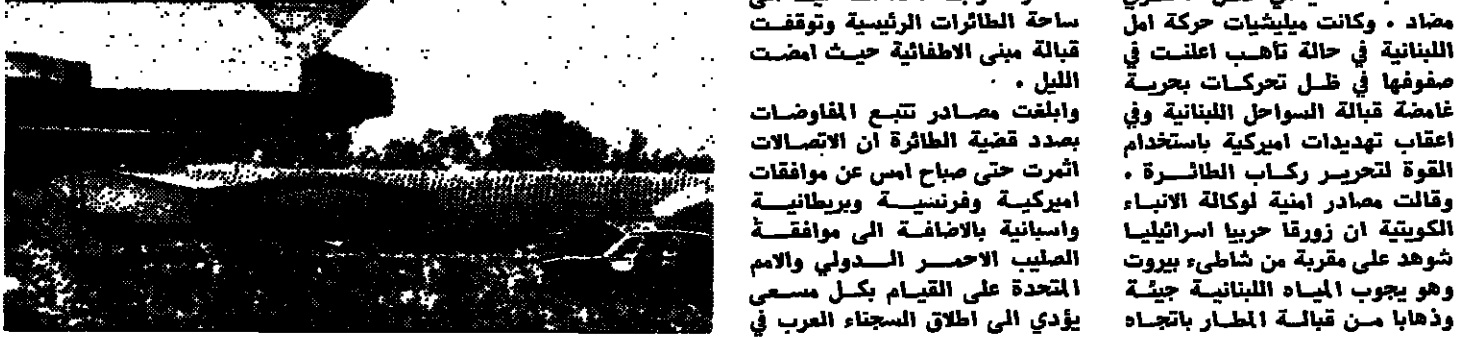 مضاد . وكانت ميليشيات حركة امل
اللبنانية في حالة تاهب اعلنت في
صفوفها في ظل تحركات بحرية
غامضة قبالة السواحل اللبنانية وفي
اعقاب تهديدات اميركية باستخدام
القوة لتحرير ركاب الطائرة .
وقالت مصادر امنية لوكالة الانباء
الكويتية ان زورقا حربيا اسرائيليا
شوهد على مقربة من شاطىء بيروت
وهو يجوب المياه اللبنانية جيئة
وذهابا من قبالة المطار باتجاه
ساحة الطائرات الرئيسية وتوقفت
قبالة مبنى الاطفائية حيث امضت
الليل .
وابلغت مصادر تتبع المفاوضات
بصدد قضية الطائرة ان الاتصالات
اثمرت حتى صباح امس عن موافقات
اميركية وفرنسية وبريطانية
واسبانية بالاضافة الى موافقة
الصليب الاحمر الدولي والامم
المتحدة على القيام بكل مسعى
يؤدي الى اطلاق السجناء العرب في